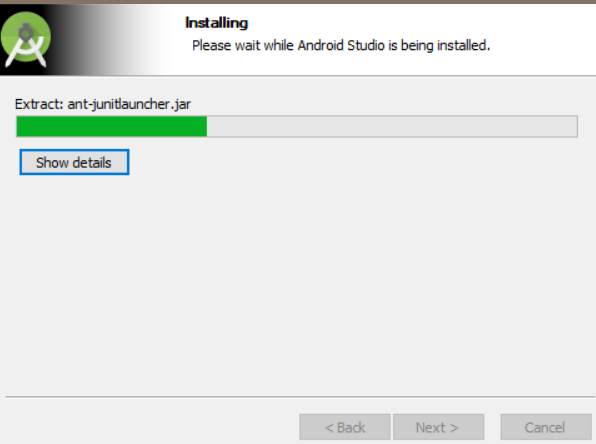 Installing
Please wait while Android Studio is being installed.
Extract: ant-junitlauncher.jar
Show details
< Back Next > Cancel